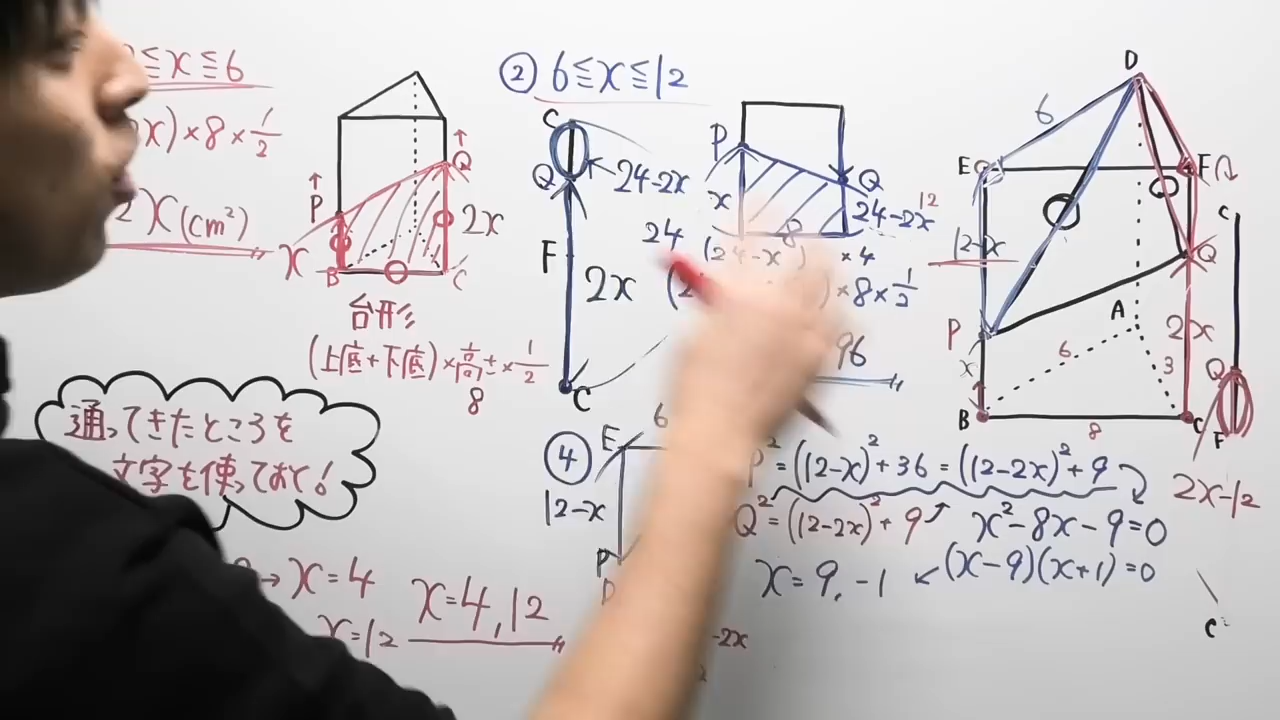 ≦x≦6
x)×8×1/2
2x(cm²)
P
Q
x
2x
B
C
台形
(上底+下底)×高さ×1/2
8
通ってきたところを
文字を使っておく!
→x=4
x=12
x=4,12
② 6≦x≦12
C
Q
24-2x
F
2x
C
P
Q
x
24-2x
12
8
24
(24-x)×4
×8×1/2
96
④
E
6
12-x
P
D
-2x
P²=(12-x)²+36=(12-2x)²+9
Q²=(12-2x)²+9
x²-8x-9=0
(x-9)(x+1)=0
x=9,-1
D
6
E
F
12-x
Q
P
A
x
6
3
2x
B
8
C
C
Q
F
2x-12
C